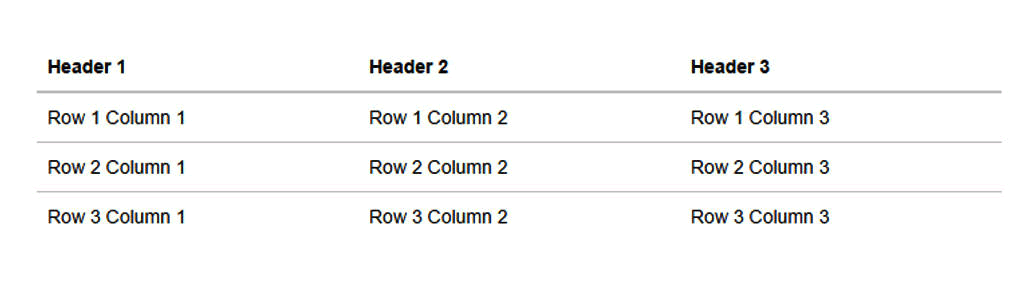 Header 1 Header 2 Header 3
Row 1 Column 1 Row 1 Column 2 Row 1 Column 3
Row 2 Column 1 Row 2 Column 2 Row 2 Column 3
Row 3 Column 1 Row 3 Column 2 Row 3 Column 3